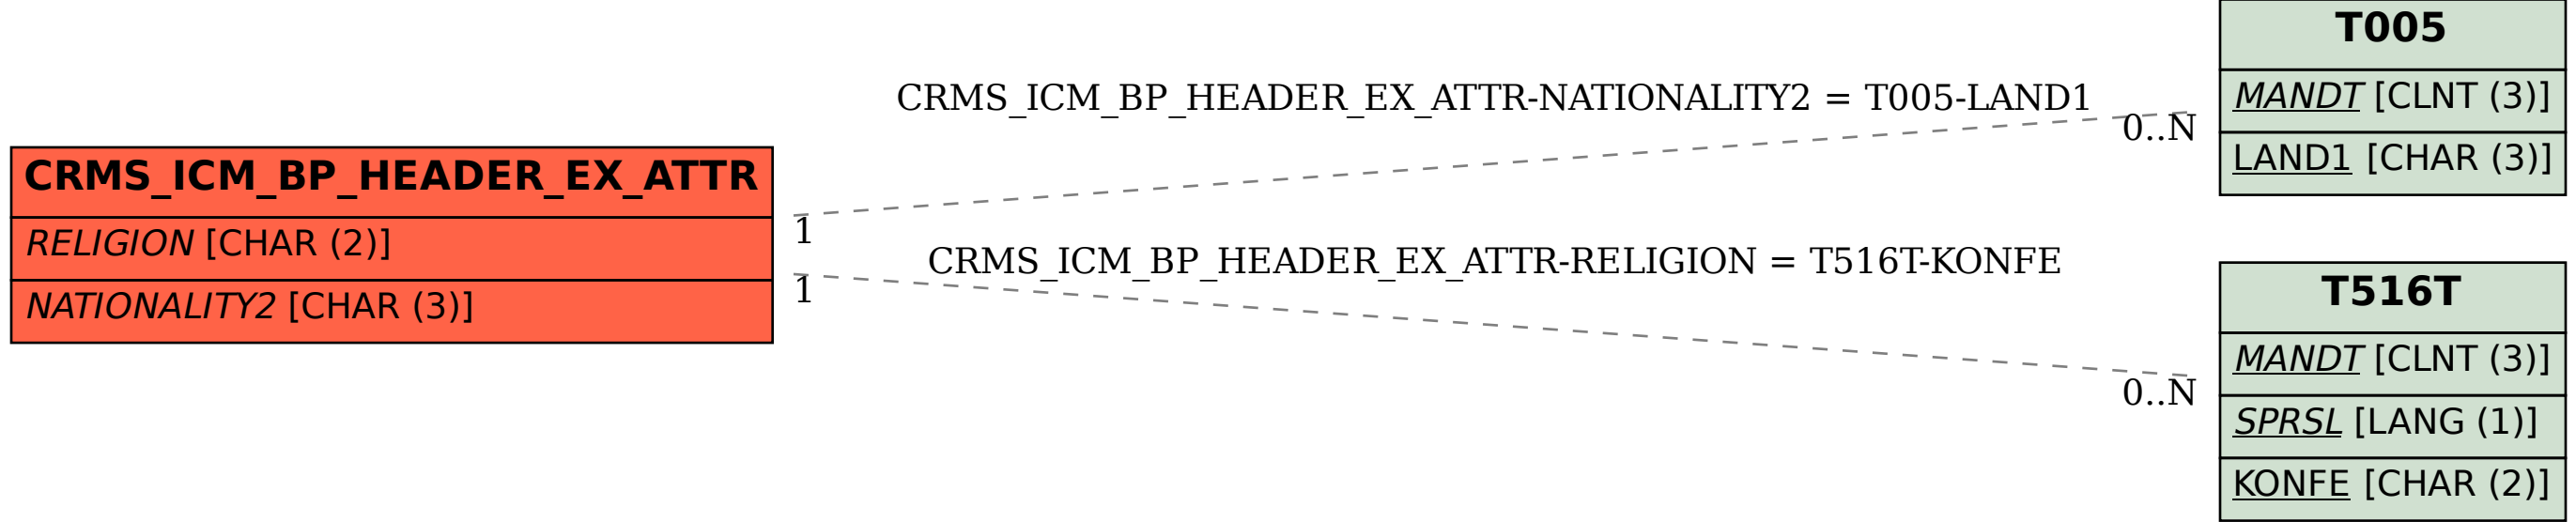 CRMS_ICM_BP_HEADER_EX_ATTR
RELIGION [CHAR (2)]
NATIONALITY2 [CHAR (3)]
CRMS_ICM_BP_HEADER_EX_ATTR-NATIONALITY2 = T005-LAND1
0..N
1
CRMS_ICM_BP_HEADER_EX_ATTR-RELIGION = T516T-KONFE
1
0..N
T005
MANDT [CLNT (3)]
LAND1 [CHAR (3)]
T516T
MANDT [CLNT (3)]
SPRSL [LANG (1)]
KONFE [CHAR (2)]